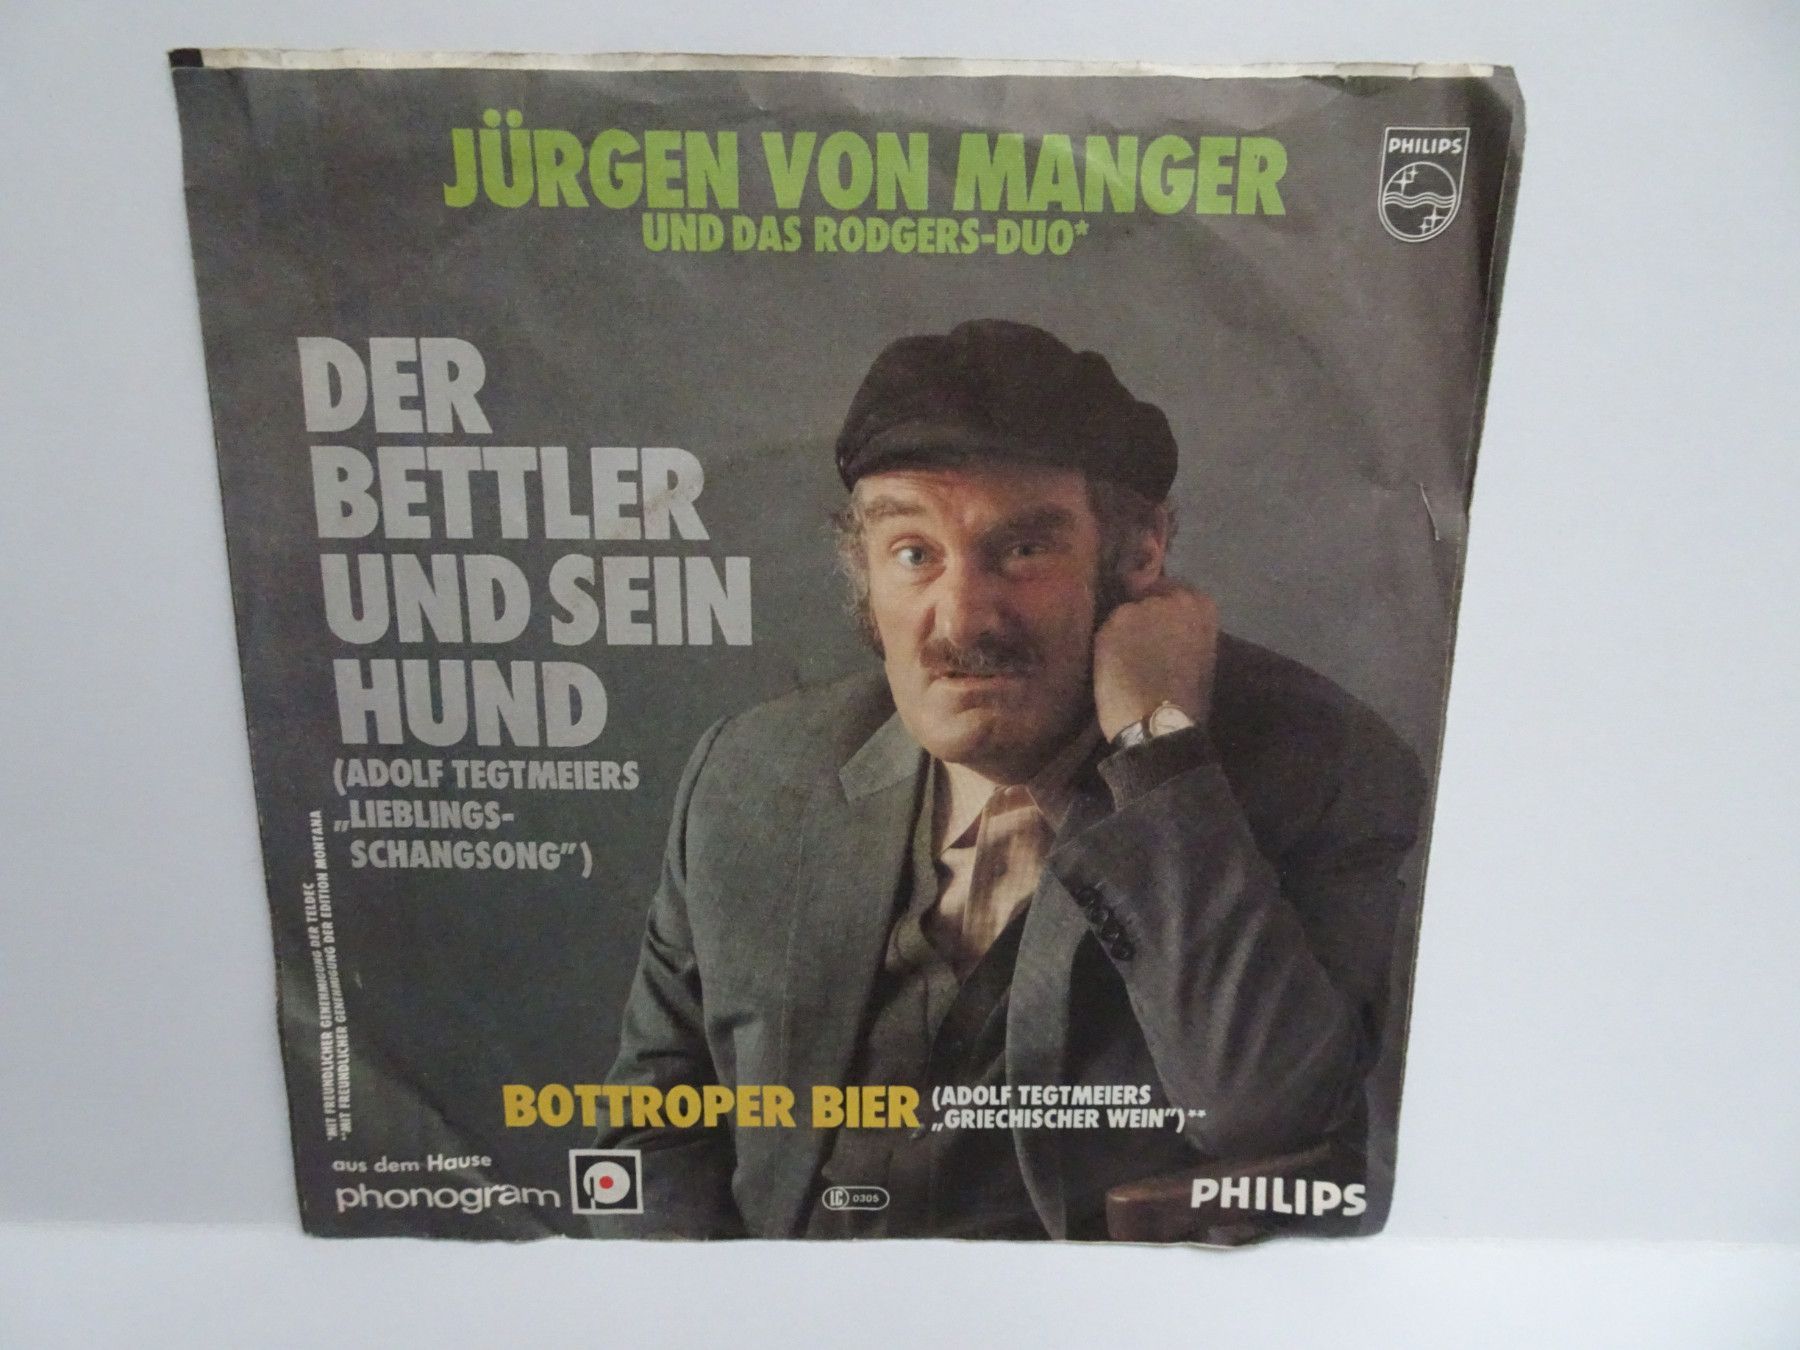 JÜRGEN VON MANGER
UND DAS RODGERS-DUO*
PHILIPS
DER
BETTLER
UND SEIN
HUND
(ADOLF TEGTMEIERS
„LIEBLINGS-
SCHANGSONG")
*MIT FREUNDLICHER GENEHMIGUNG DER TELDEC
**MIT FREUNDLICHER GENEHMIGUNG DER EDITION MONTANA
BOTTROPER BIER (ADOLF TEGTMEIERS
„GRIECHISCHER WEIN")**
aus dem Hause
phonogram
LC 0305
PHILIPS